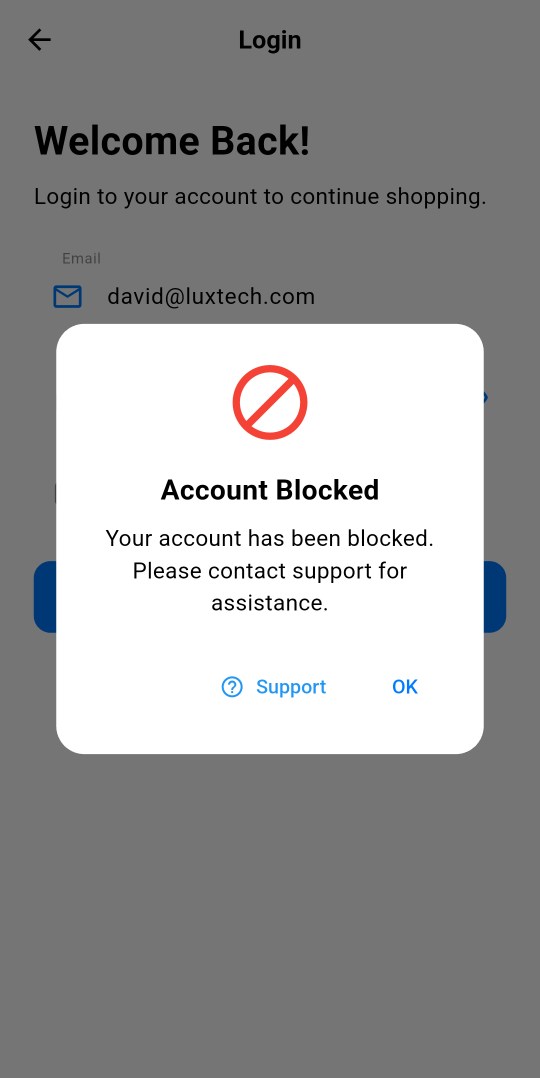 Login
Welcome Back!
Login to your account to continue shopping.
Email
david@luxtech.com
Account Blocked
Your account has been blocked.
Please contact support for
assistance.
Support
OK